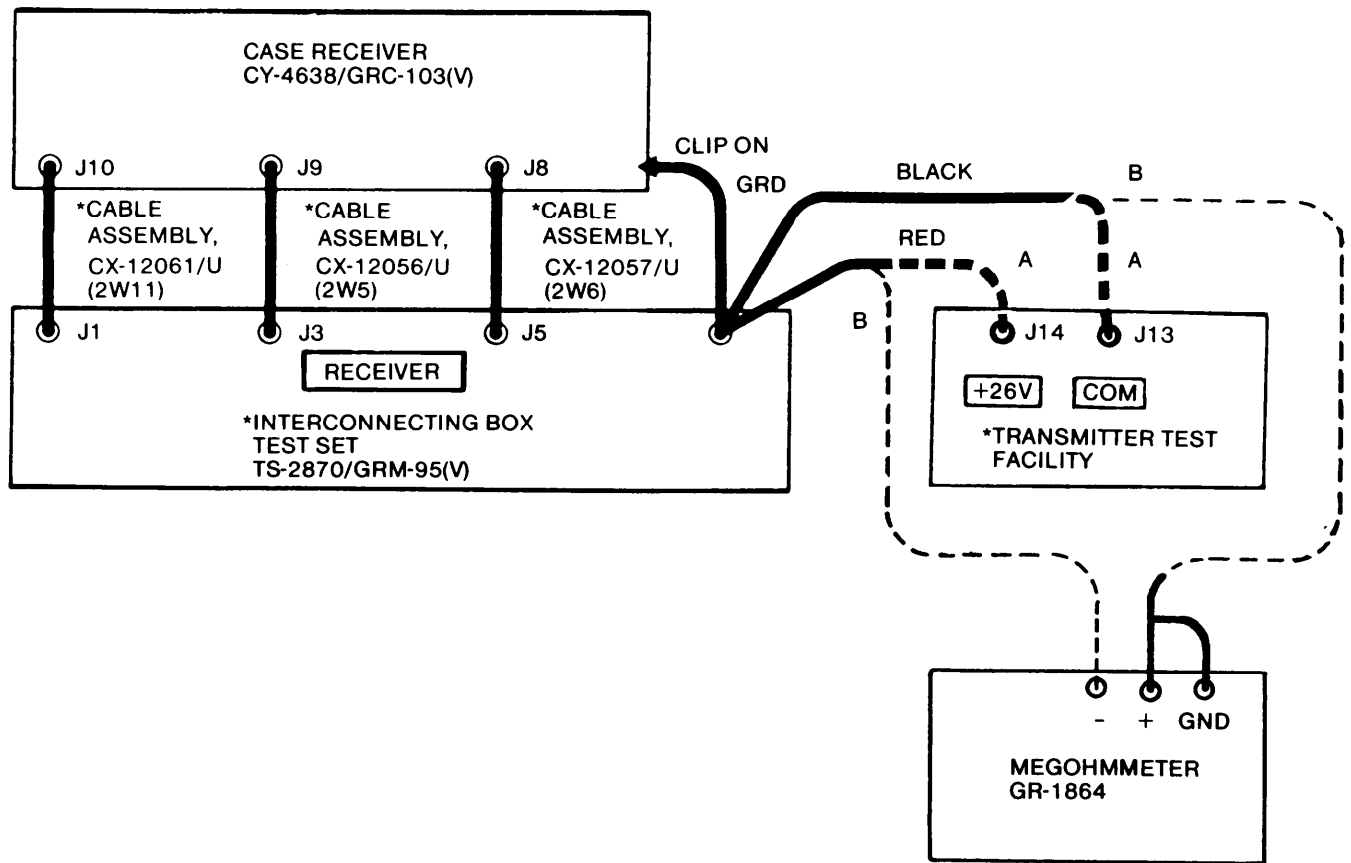 CASE RECEIVER
CY-4638/GRC-103(V)
J10
J9
J8
CLIP ON
GRD
BLACK
B
RED
A
A
B
*CABLE
ASSEMBLY,
CX-12061/U
(2W11)
*CABLE
ASSEMBLY,
CX-12056/U
(2W5)
*CABLE
ASSEMBLY,
CX-12057/U
(2W6)
J1
J3
J5
RECEIVER
*INTERCONNECTING BOX
TEST SET
TS-2870/GRM-95(V)
J14
J13
+26V
COM
*TRANSMITTER TEST
FACILITY
- + GND
MEGOHMMETER
GR-1864